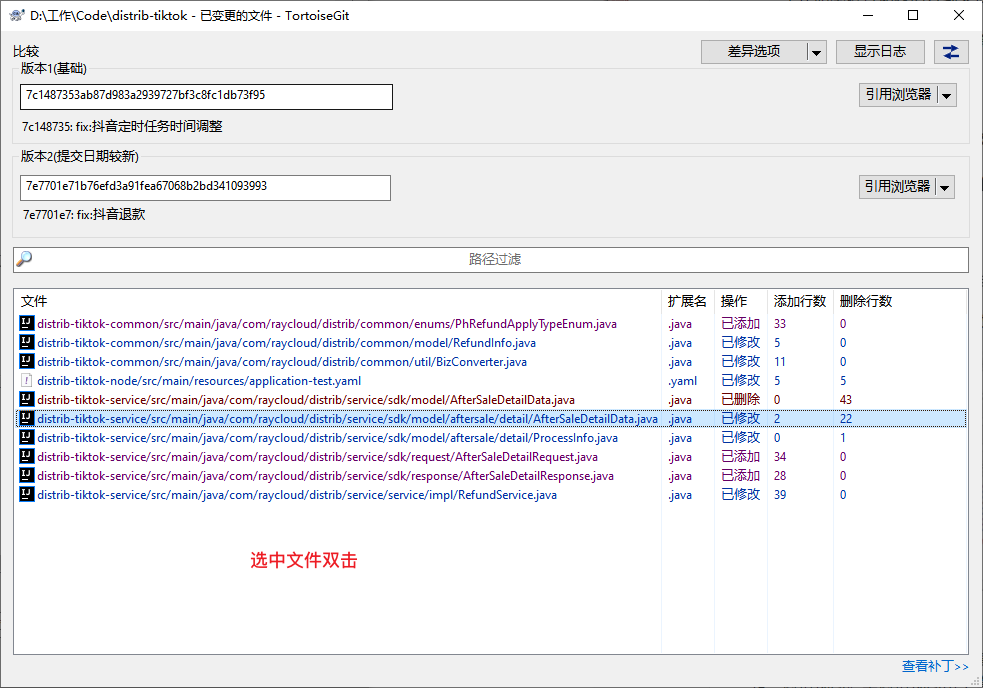 D:\工作\Code\distrib-tiktok - 已变更的文件 - TortoiseGit
比较
差异选项
显示日志
版本1(基础)
7c1487353ab87d983a2939727bf3c8fc1db73f95
引用浏览器
7c148735: fix:抖音定时任务时间调整
版本2(提交日期较新)
7e7701e71b76efd3a91fea67068b2bd341093993
引用浏览器
7e7701e7: fix:抖音退款
路径过滤
文件 扩展名 操作 添加行数 删除行数
distrib-tiktok-common/src/main/java/com/raycloud/distrib/common/enums/PhRefundApplyTypeEnum.java .java 已添加 33 0
distrib-tiktok-common/src/main/java/com/raycloud/distrib/common/model/RefundInfo.java .java 已修改 5 0
distrib-tiktok-common/src/main/java/com/raycloud/distrib/common/util/BizConverter.java .java 已修改 11 0
distrib-tiktok-node/src/main/resources/application-test.yaml .yaml 已修改 5 5
distrib-tiktok-service/src/main/java/com/raycloud/distrib/service/sdk/model/AfterSaleDetailData.java .java 已删除 0 43
distrib-tiktok-service/src/main/java/com/raycloud/distrib/service/sdk/model/aftersale/detail/AfterSaleDetailData.java .java 已修改 2 22
distrib-tiktok-service/src/main/java/com/raycloud/distrib/service/sdk/model/aftersale/detail/ProcessInfo.java .java 已修改 0 1
distrib-tiktok-service/src/main/java/com/raycloud/distrib/service/sdk/request/AfterSaleDetailRequest.java .java 已添加 34 0
distrib-tiktok-service/src/main/java/com/raycloud/distrib/service/sdk/response/AfterSaleDetailResponse.java .java 已添加 28 0
distrib-tiktok-service/src/main/java/com/raycloud/distrib/service/service/impl/RefundService.java .java 已修改 39 0
选中文件双击
查看补丁>>